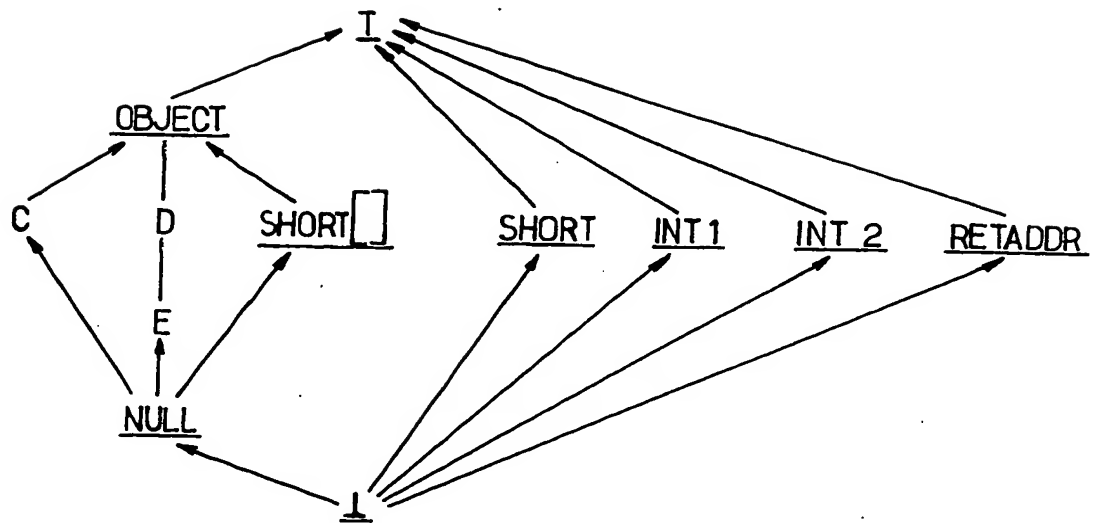 T
OBJECT
C D SHORT[] SHORT INT1 INT 2 RETADDR
E
NULL
⊥